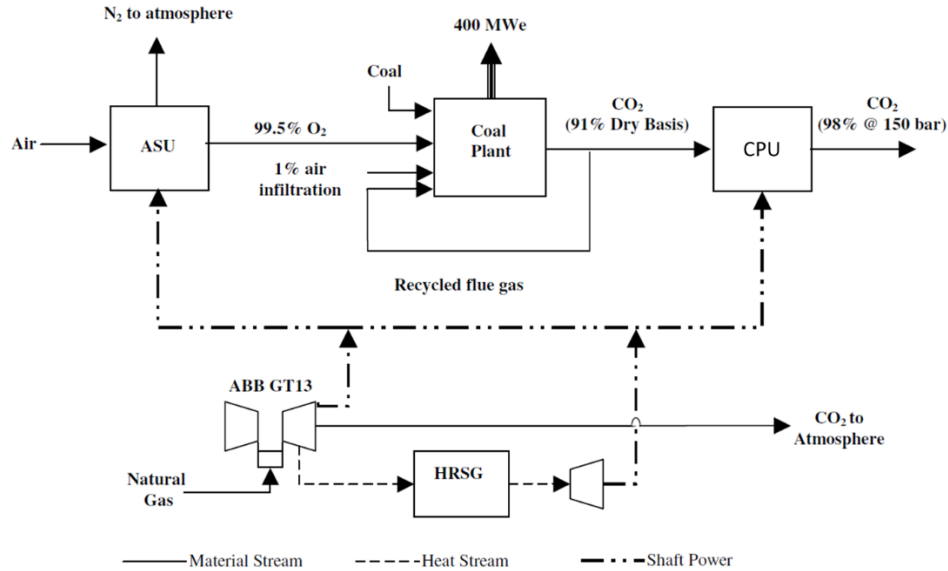 N₂ to atmosphere
400 MWe
Coal
Air
ASU
99.5% O₂
1% air
infiltration
Coal
Plant
CO₂
(91% Dry Basis)
CPU
CO₂
(98% @ 150 bar)
Recycled flue gas
ABB GT13
CO₂ to
Atmosphere
Natural
Gas
HRSG
Material Stream
Heat Stream
Shaft Power